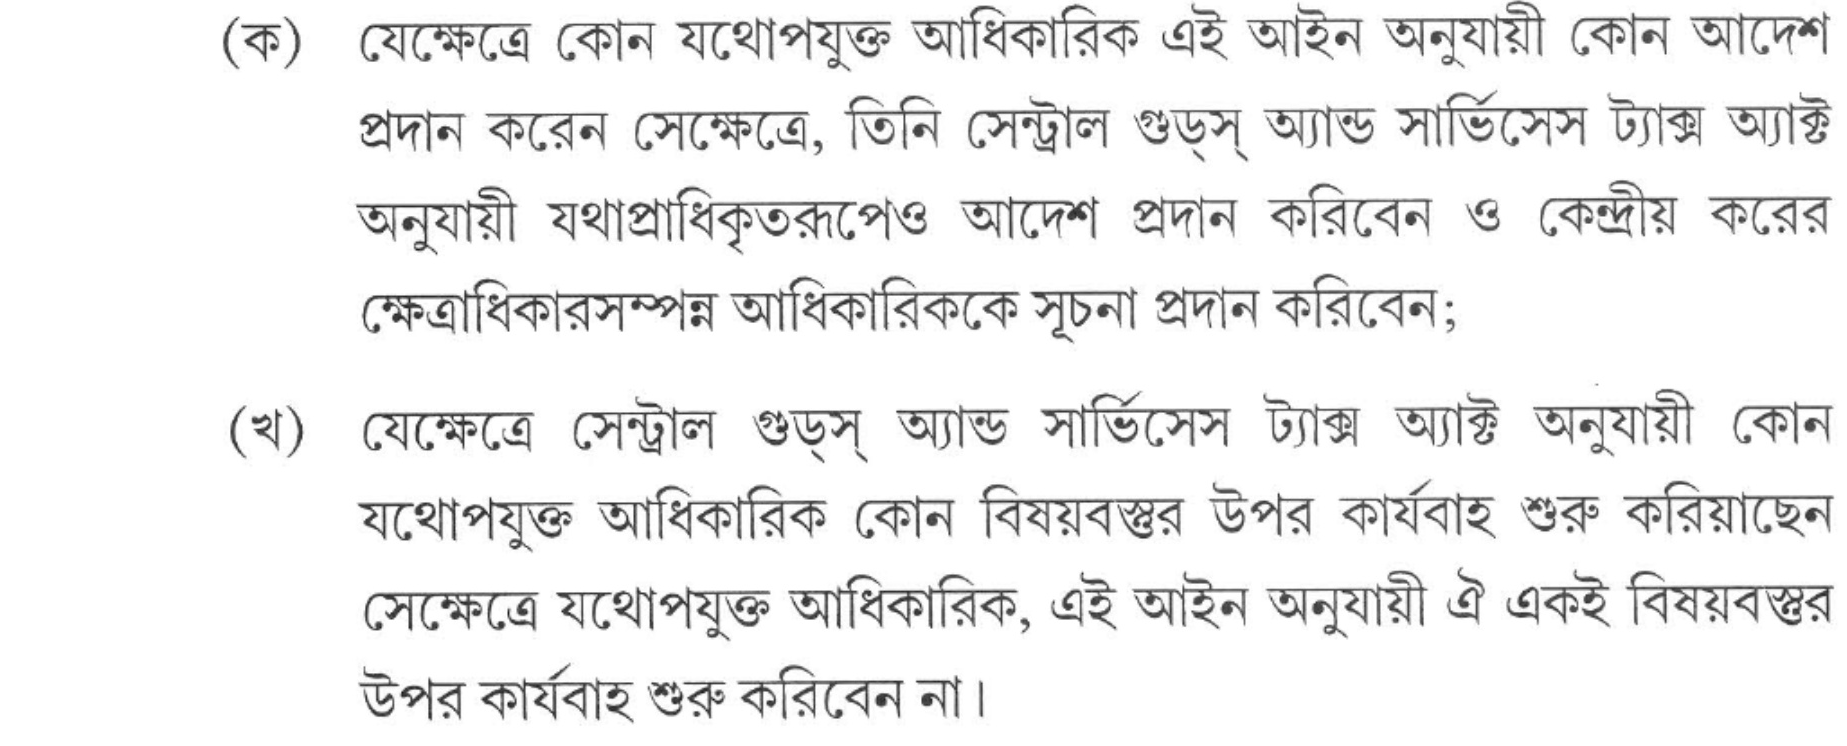 (ক) যেক্ষেত্রে কোন যথোপযুক্ত আধিকারিক এই আইন অনুযায়ী কোন আদেশ
প্রদান করেন সেক্ষেত্রে, তিনি সেন্ট্রাল গুড্‌স্ অ্যান্ড সার্ভিসেস ট্যাক্স অ্যাক্ট
অনুযায়ী যথাপ্রাধিকৃতরূপেও আদেশ প্রদান করিবেন ও কেন্দ্রীয় করের
ক্ষেত্রাধিকারসম্পন্ন আধিকারিককে সূচনা প্রদান করিবেন;
(খ) যেক্ষেত্রে সেন্ট্রাল গুড্‌স্ অ্যান্ড সার্ভিসেস ট্যাক্স অ্যাক্ট অনুযায়ী কোন
যথোপযুক্ত আধিকারিক কোন বিষয়বস্তুর উপর কার্যবাহ শুরু করিয়াছেন
সেক্ষেত্রে যথোপযুক্ত আধিকারিক, এই আইন অনুযায়ী ঐ একই বিষয়বস্তুর
উপর কার্যবাহ শুরু করিবেন না।